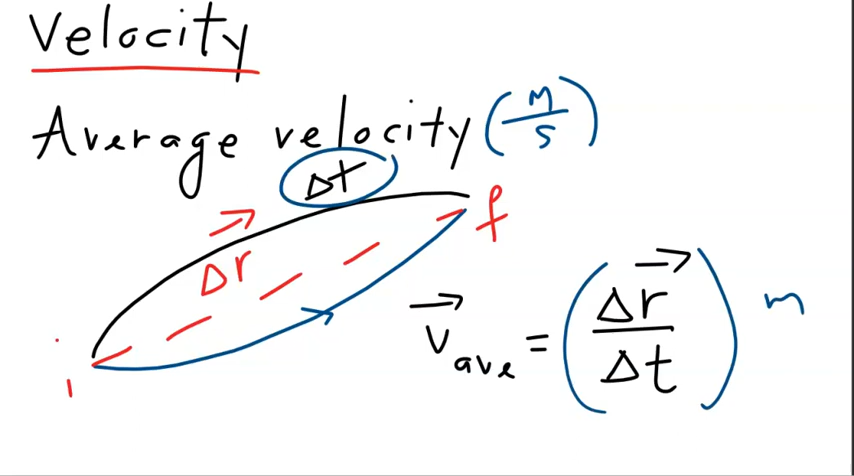 Velocity
Average velocity (m/s)
Δt
f
Δr⃗
i
v⃗ave = (Δr⃗/Δt) m